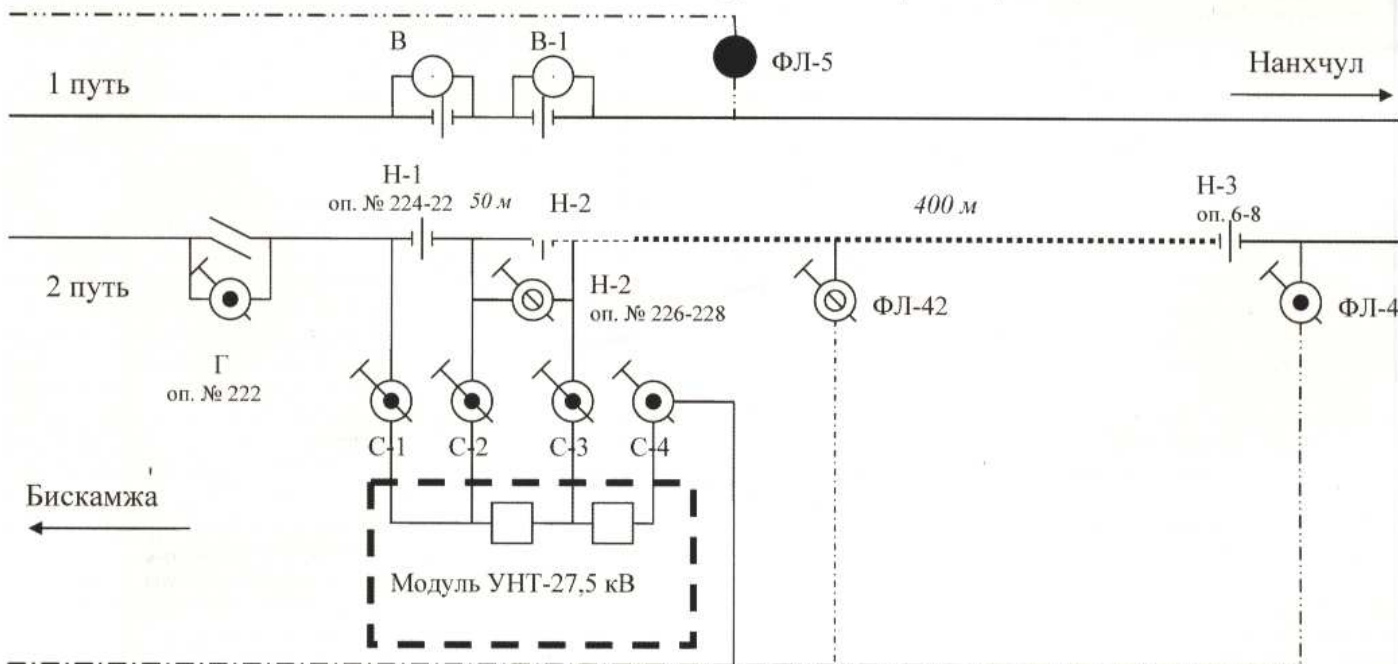 В
В-1
ФЛ-5
Нанхчул
1 путь
Н-1
оп. № 224-22
50 м
Н-2
400 м
Н-3
оп. 6-8
2 путь
Н-2
оп. № 226-228
ФЛ-42
ФЛ-4
Г
оп. № 222
С-1
С-2
С-3
С-4
Бискамжа
Модуль УНТ-27,5 кВ